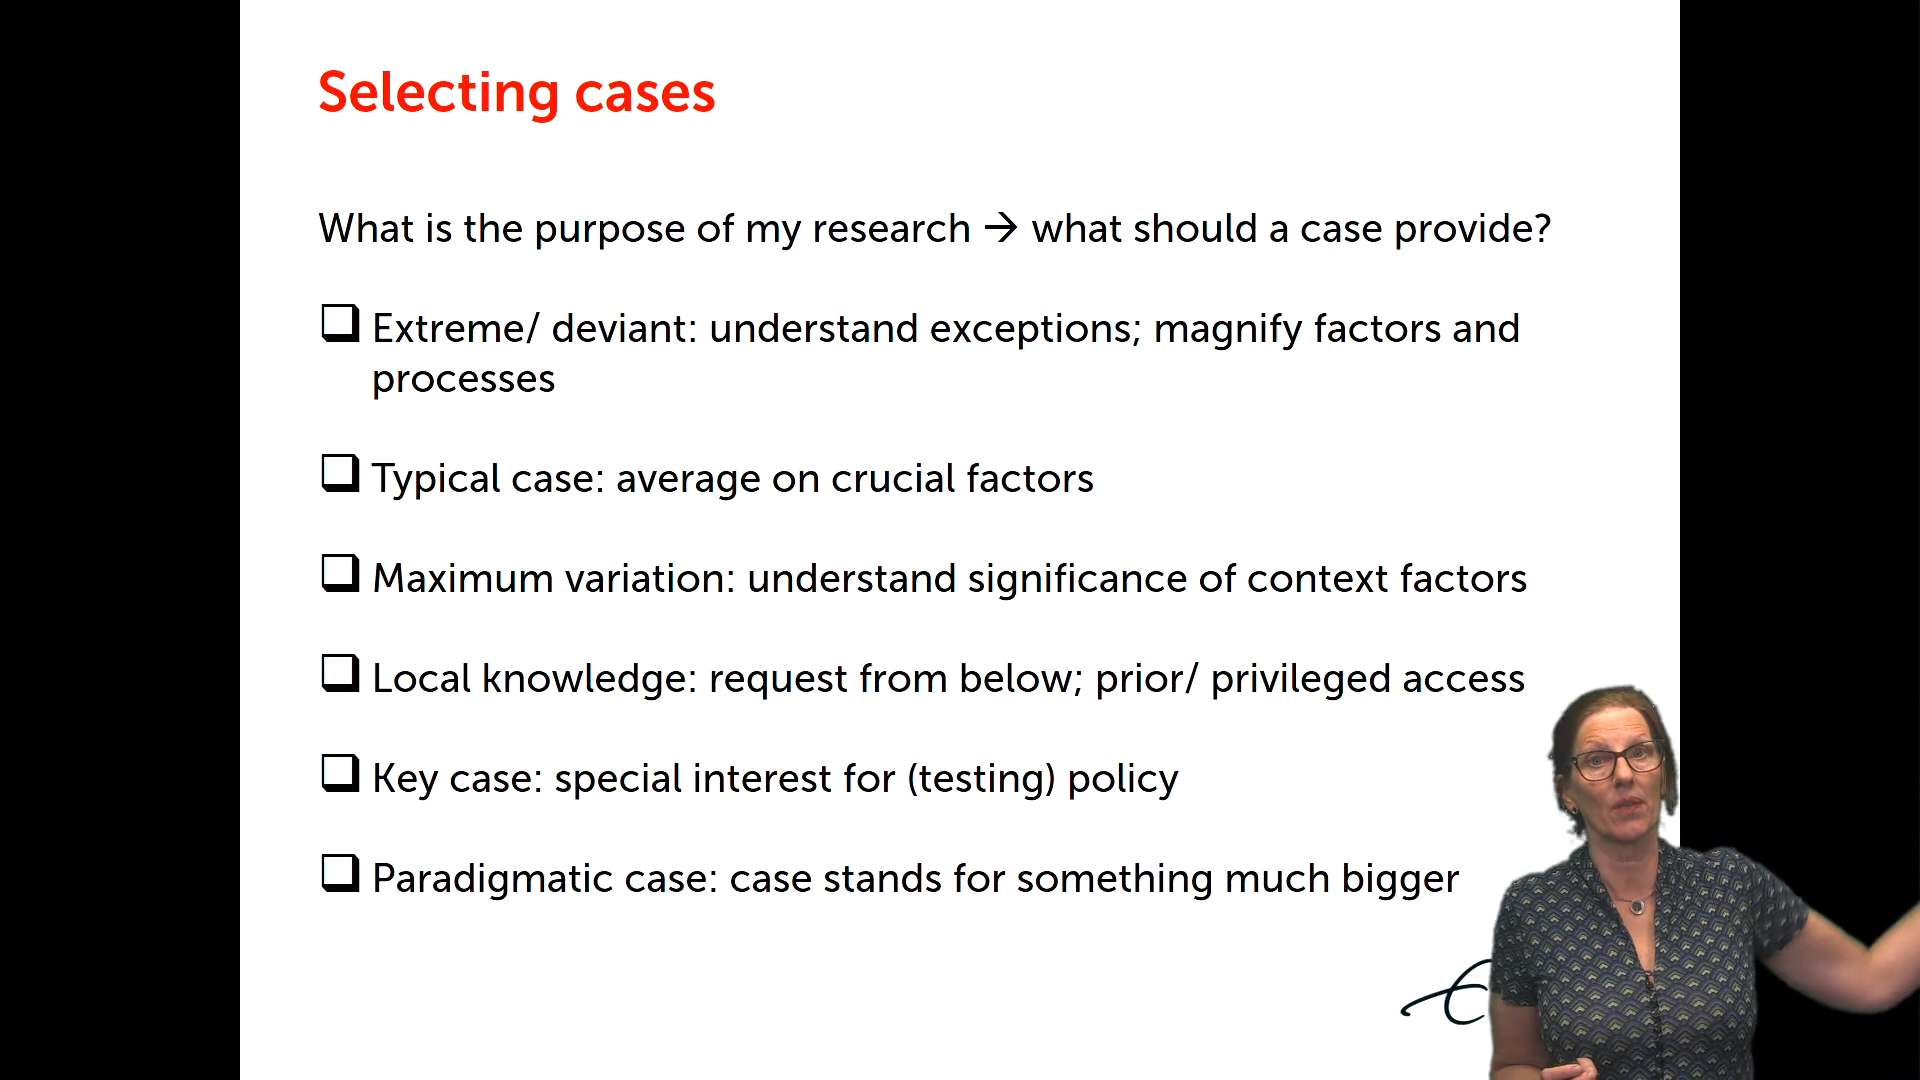 Selecting cases
What is the purpose of my research → what should a case provide?
❑ Extreme/ deviant: understand exceptions; magnify factors and
processes
❑ Typical case: average on crucial factors
❑ Maximum variation: understand significance of context factors
❑ Local knowledge: request from below; prior/ privileged access
❑ Key case: special interest for (testing) policy
❑ Paradigmatic case: case stands for something much bigger